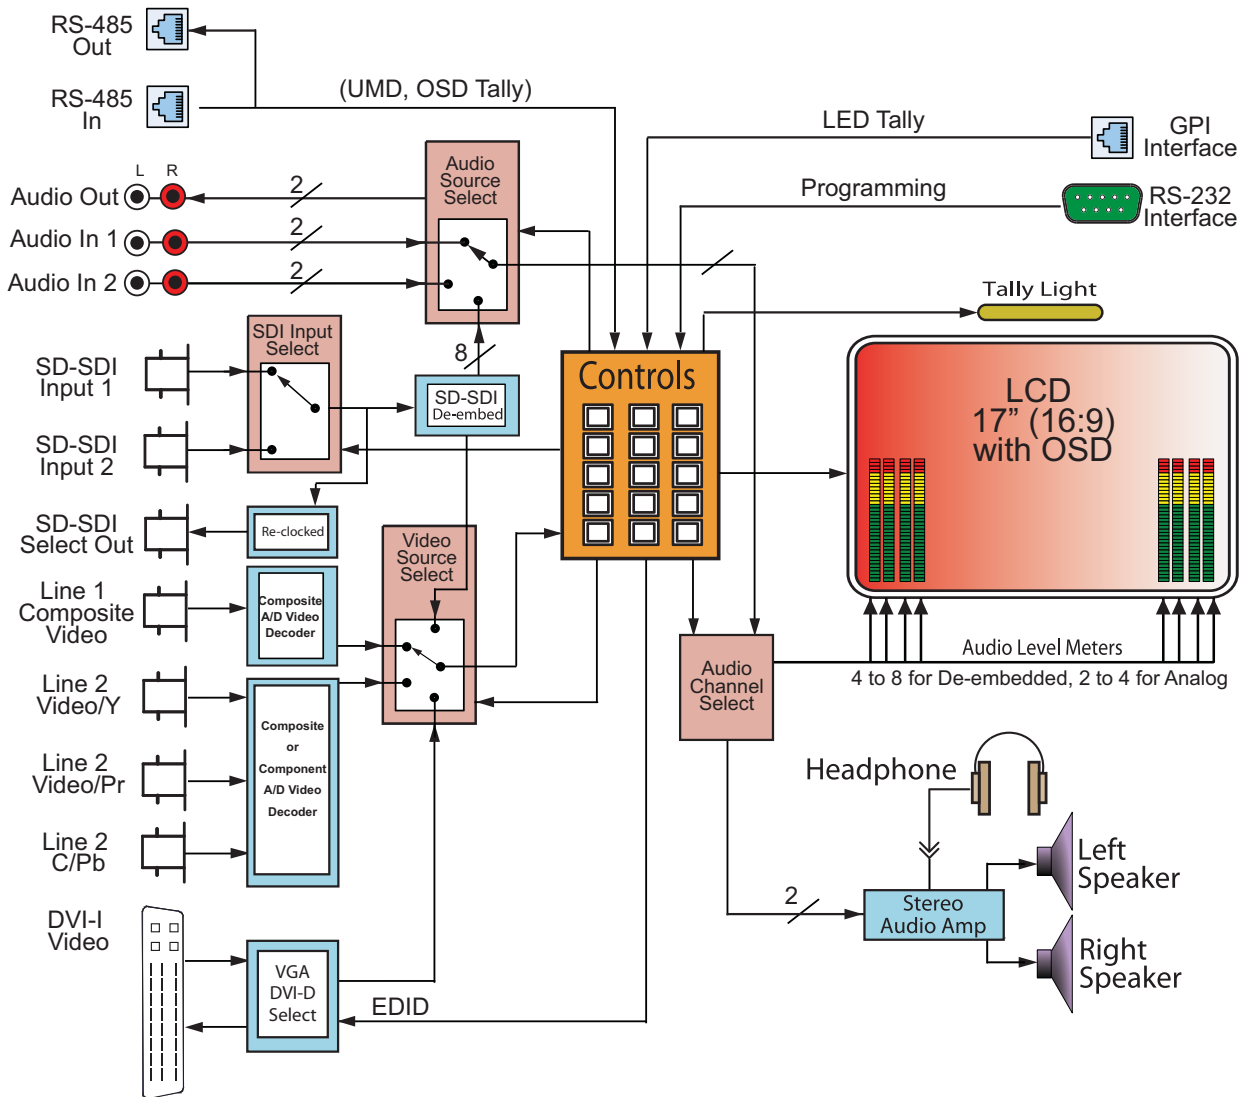 RS-485
Out
RS-485
In
(UMD, OSD Tally)
LED Tally
GPI
Interface
Programming
RS-232
Interface
L R
Audio Out
2
Audio In 1
2
Audio In 2
2
Audio
Source
Select
Tally Light
SD-SDI
Input 1
SD-SDI
Input 2
SDI Input
Select
8
SD-SDI
De-embed
Controls
LCD
17” (16:9)
with OSD
SD-SDI
Select Out
Re-clocked
Video
Source
Select
Line 1
Composite
Video
Composite
A/D Video
Decoder
Line 2
Video/Y
Line 2
Video/Pr
Line 2
C/Pb
Composite
or
Component
A/D Video
Decoder
Audio
Channel
Select
Audio Level Meters
4 to 8 for De-embedded, 2 to 4 for Analog
Headphone
Left
Speaker
2
Stereo
Audio Amp
Right
Speaker
DVI-I
Video
VGA
DVI-D
Select
EDID